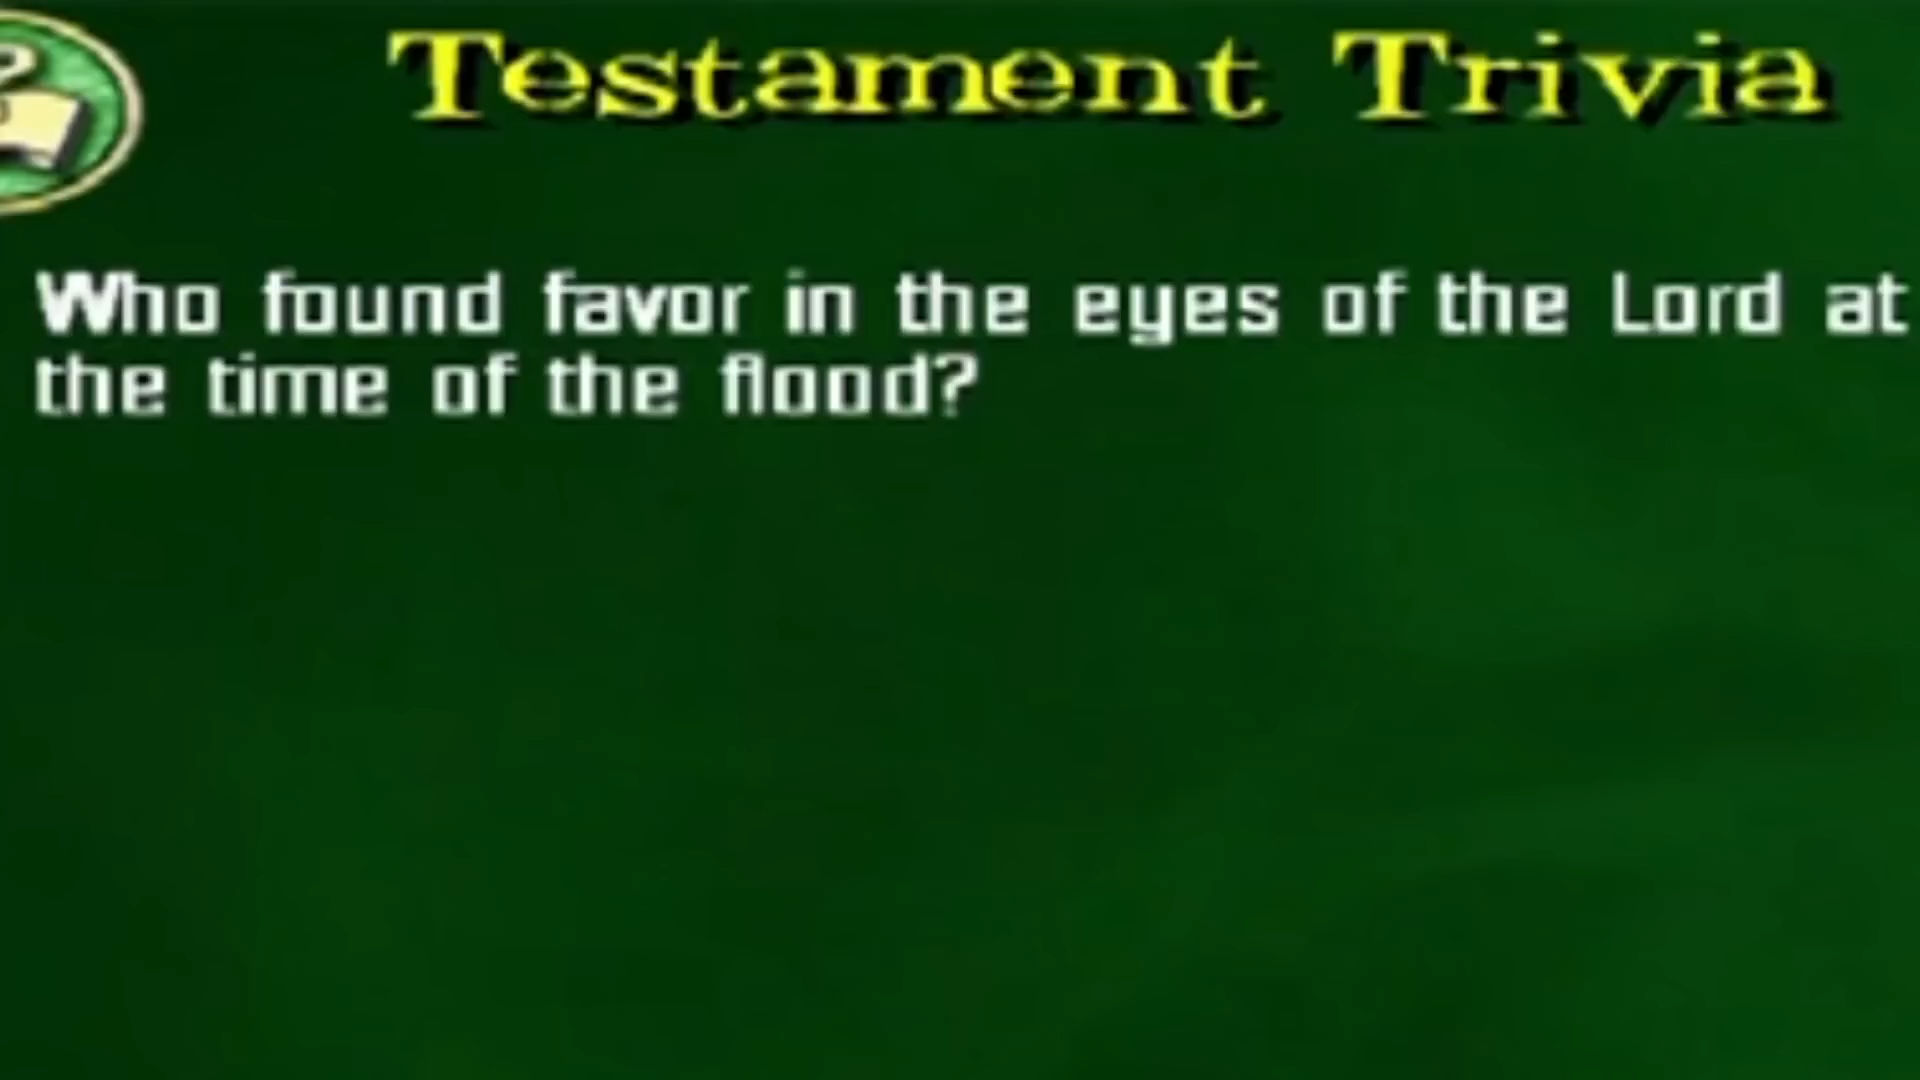 Testament Trivia
Who found favor in the eyes of the Lord at
the time of the flood?